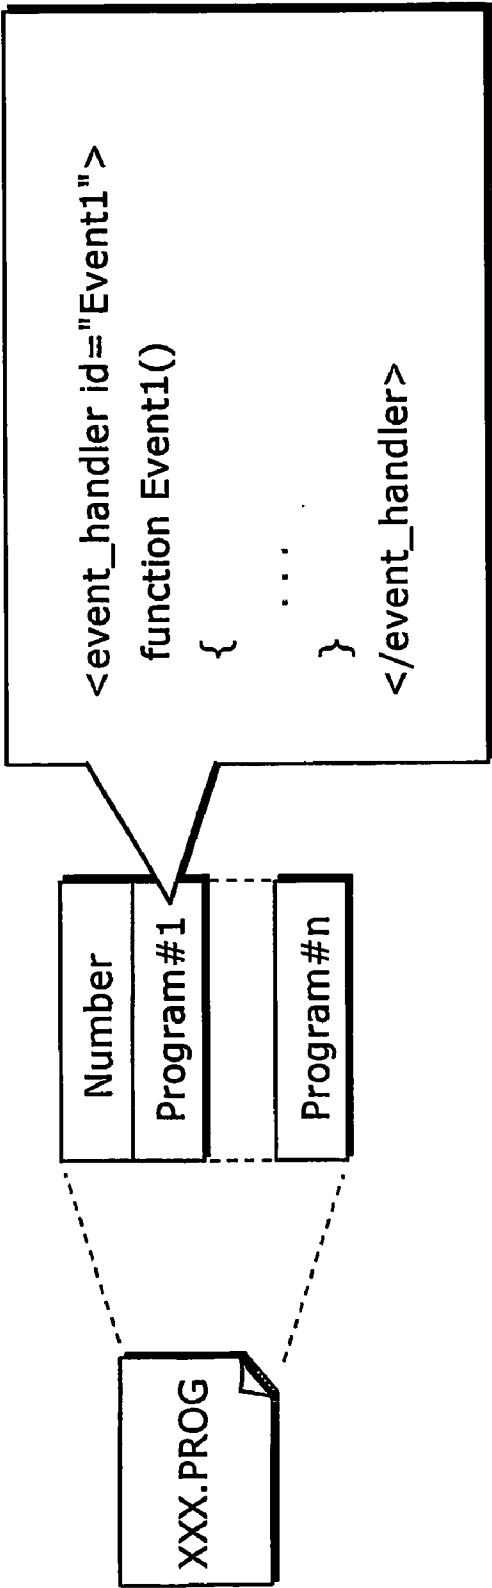 XXX.PROG
Number
Program#1
Program#n
<event_handler id="Event1">
function Event1()
{
...
}
</event_handler>